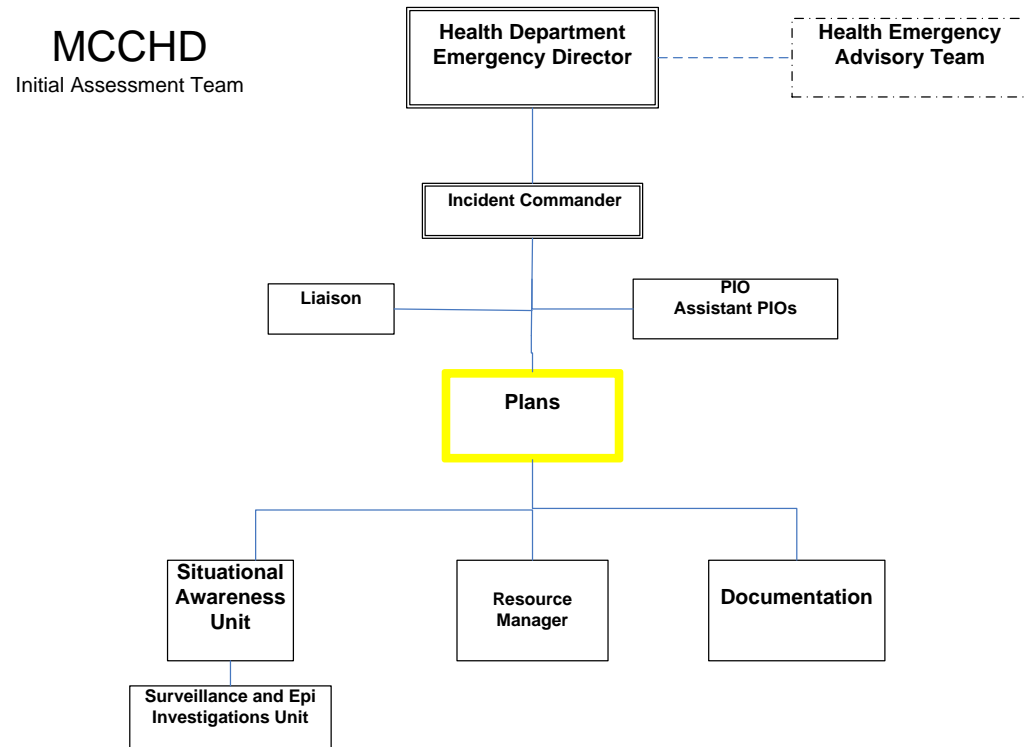 MCCHD
Initial Assessment Team
Health Department
Emergency Director
Health Emergency
Advisory Team
Incident Commander
Liaison
PIO
Assistant PIOs
Plans
Situational
Awareness
Unit
Resource
Manager
Documentation
Surveillance and Epi
Investigations Unit